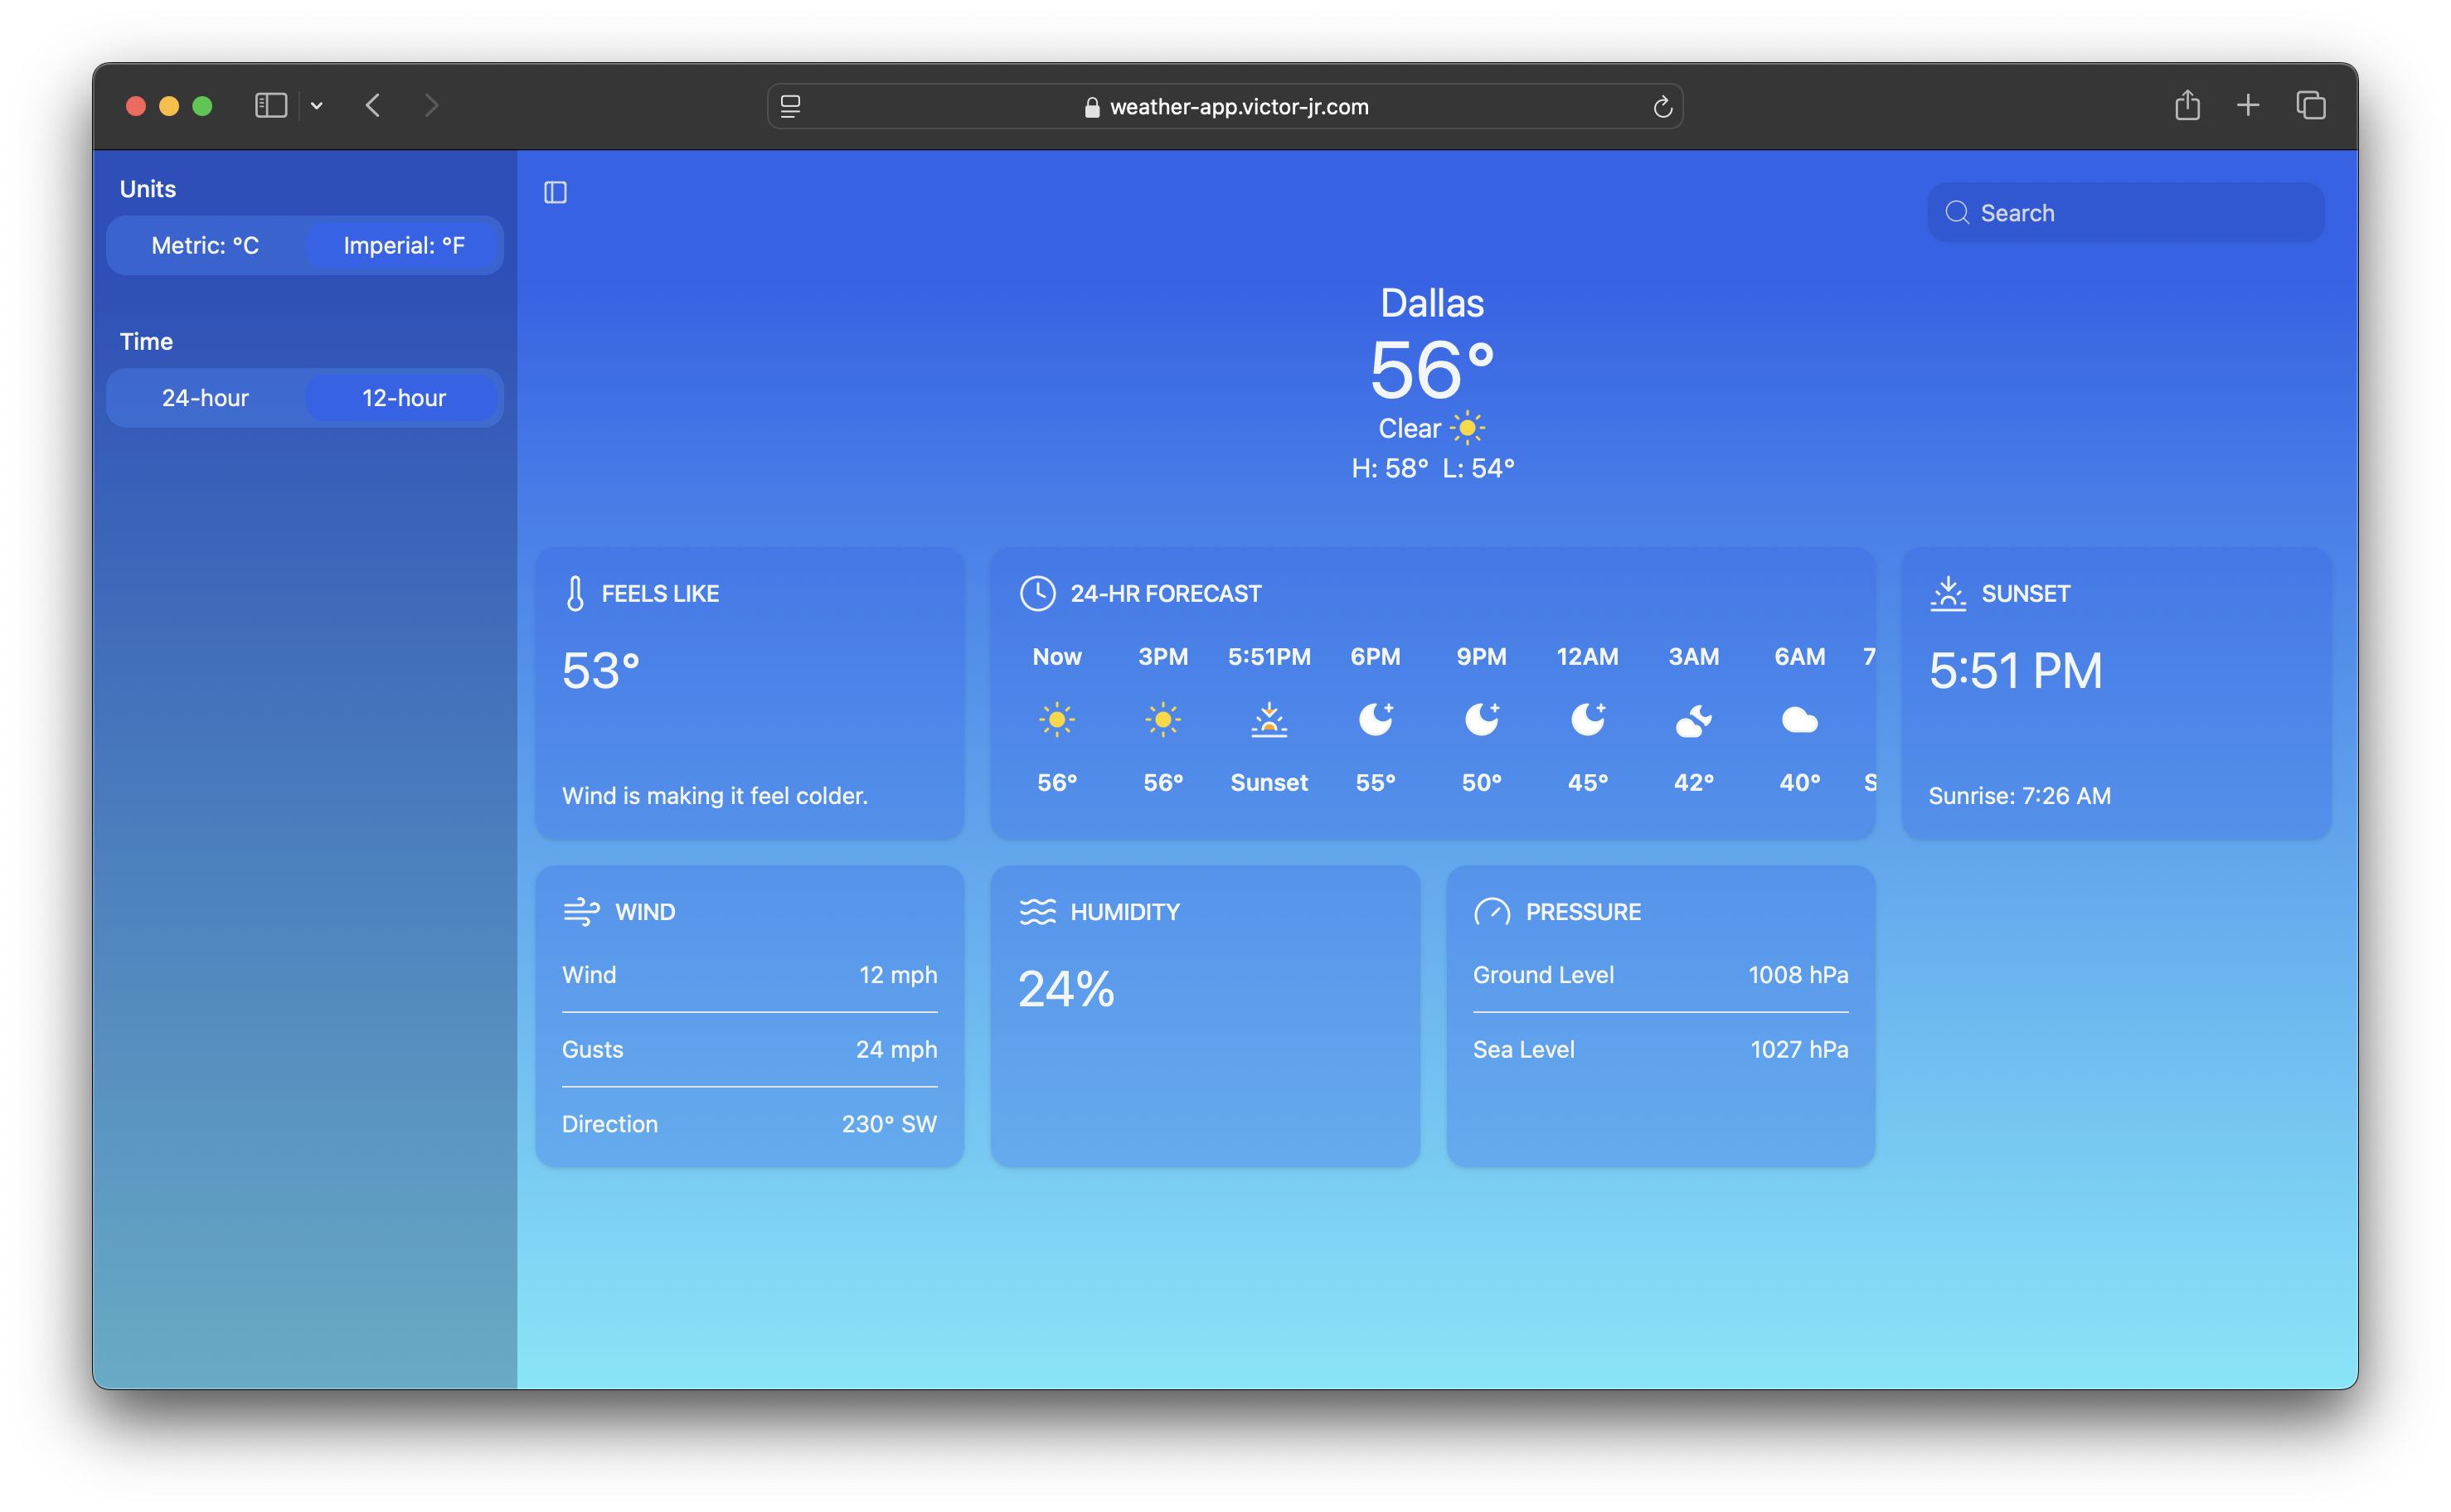 weather-app.victor-jr.com
Units
Metric: °C Imperial: °F
Time
24-hour 12-hour
Search
Dallas
56°
Clear
H: 58° L: 54°
FEELS LIKE
53°
Wind is making it feel colder.
24-HR FORECAST
Now 3PM 5:51PM 6PM 9PM 12AM 3AM 6AM 7
56° 56° Sunset 55° 50° 45° 42° 40° S
SUNSET
5:51 PM
Sunrise: 7:26 AM
WIND
Wind 12 mph
Gusts 24 mph
Direction 230° SW
HUMIDITY
24%
PRESSURE
Ground Level 1008 hPa
Sea Level 1027 hPa